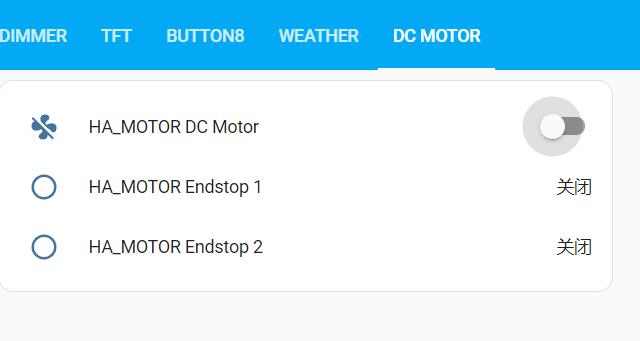 DIMMER TFT BUTTON8 WEATHER DC MOTOR
HA_MOTOR DC Motor
HA_MOTOR Endstop 1 关闭
HA_MOTOR Endstop 2 关闭